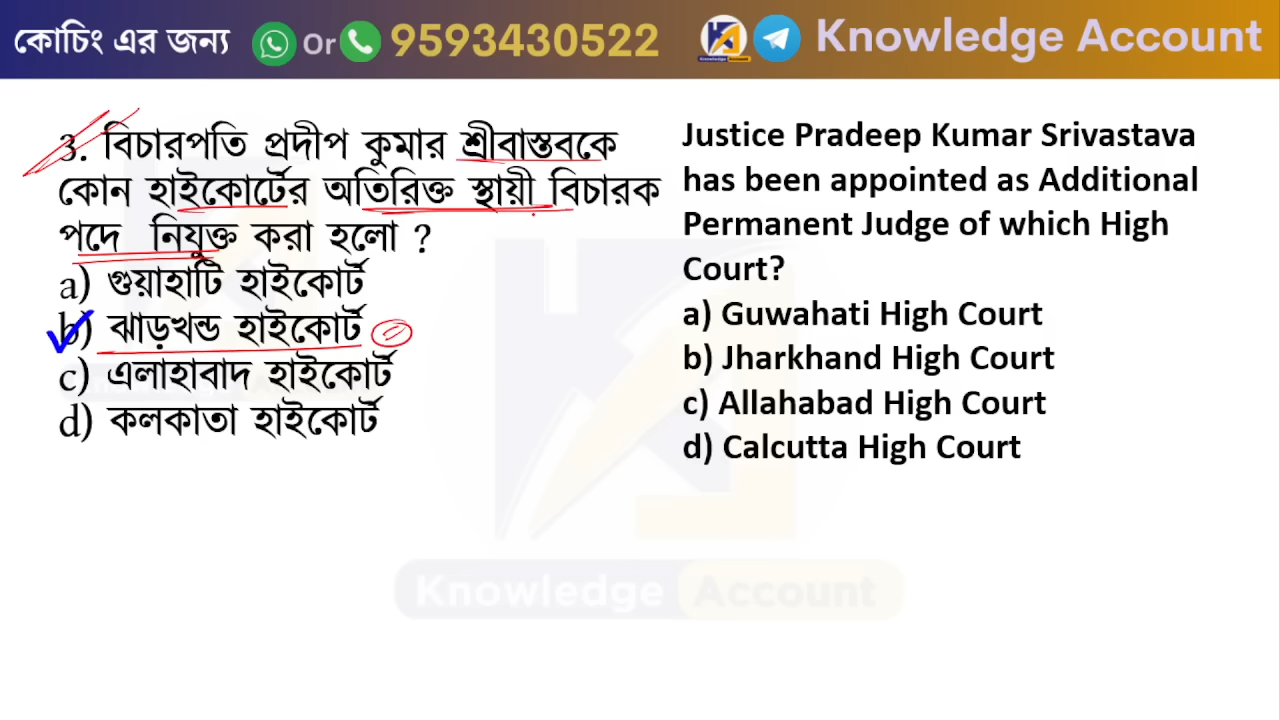 কোচিং এর জন্য Or 9593430522 Knowledge Account
3. বিচারপতি প্রদীপ কুমার শ্রীবাস্তবকে
কোন হাইকোর্টের অতিরিক্ত স্থায়ী বিচারক
পদে নিযুক্ত করা হলো ?
a) গুয়াহাটি হাইকোর্ট
b) ঝাড়খন্ড হাইকোর্ট
c) এলাহাবাদ হাইকোর্ট
d) কলকাতা হাইকোর্ট
Justice Pradeep Kumar Srivastava
has been appointed as Additional
Permanent Judge of which High
Court?
a) Guwahati High Court
b) Jharkhand High Court
c) Allahabad High Court
d) Calcutta High Court
Knowledge Account